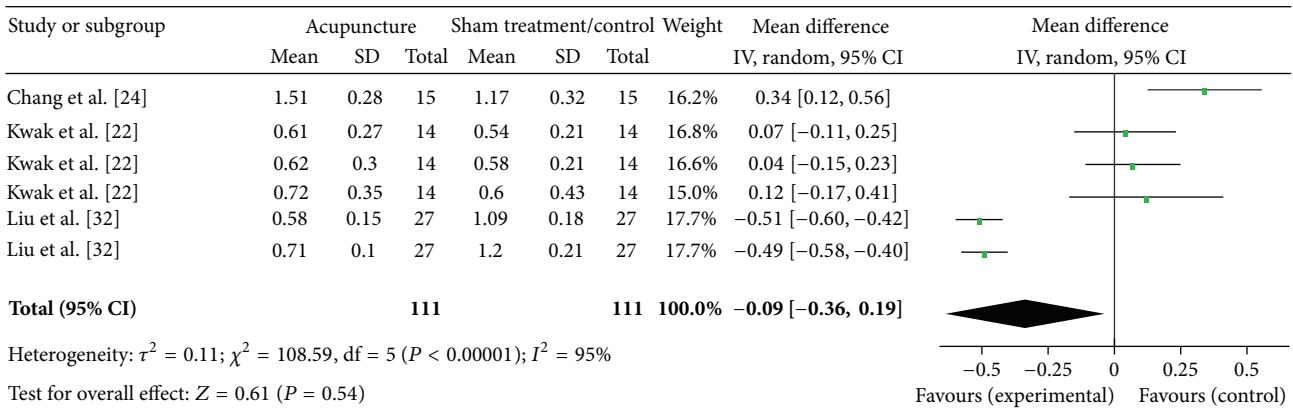 Study or subgroup Acupuncture Sham treatment/control Weight Mean difference Mean difference
Mean SD Total Mean SD Total IV, random, 95% CI IV, random, 95% CI
Chang et al. [24] 1.51 0.28 15 1.17 0.32 15 16.2% 0.34 [0.12, 0.56]
Kwak et al. [22] 0.61 0.27 14 0.54 0.21 14 16.8% 0.07 [−0.11, 0.25]
Kwak et al. [22] 0.62 0.3 14 0.58 0.21 14 16.6% 0.04 [−0.15, 0.23]
Kwak et al. [22] 0.72 0.35 14 0.6 0.43 14 15.0% 0.12 [−0.17, 0.41]
Liu et al. [32] 0.58 0.15 27 1.09 0.18 27 17.7% −0.51 [−0.60, −0.42]
Liu et al. [32] 0.71 0.1 27 1.2 0.21 27 17.7% −0.49 [−0.58, −0.40]
Total (95% CI) 111 111 100.0% −0.09 [−0.36, 0.19]
Heterogeneity: τ² = 0.11; χ² = 108.59, df = 5 (P < 0.00001); I² = 95%
−0.5 −0.25 0 0.25 0.5
Test for overall effect: Z = 0.61 (P = 0.54)
Favours (experimental) Favours (control)